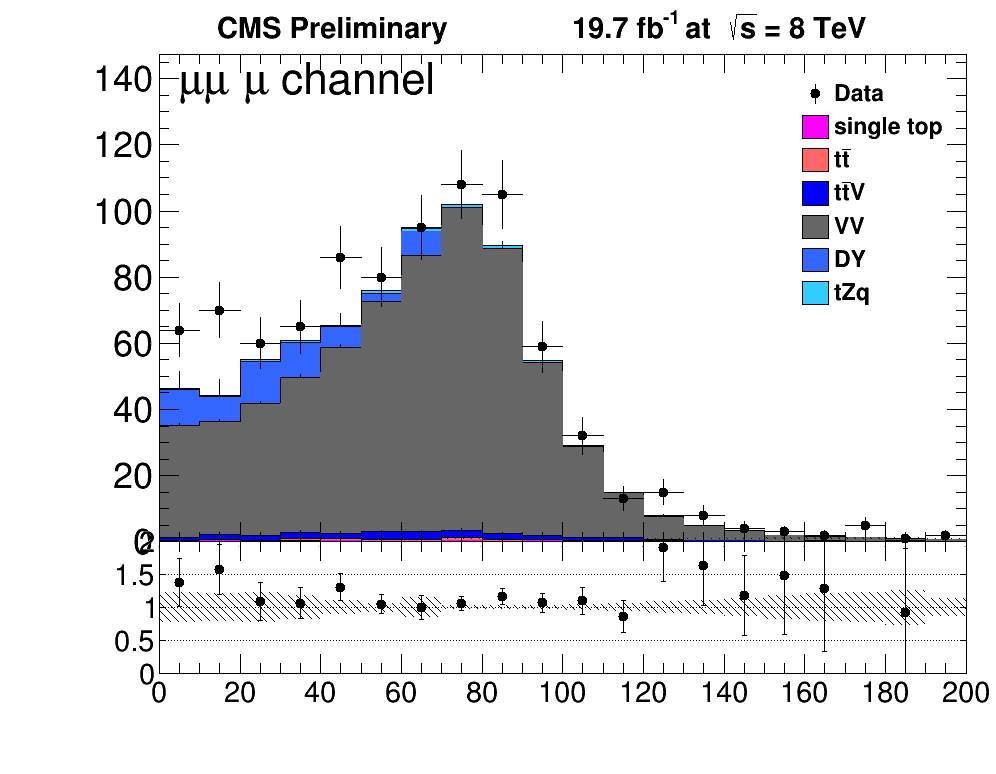 CMS Preliminary 19.7 fb⁻¹ at √s = 8 TeV
μμ μ channel
Data
single top
tt̄
tt̄V
VV
DY
tZq
140
120
100
80
60
40
20
0
2
1.5
1
0.5
0
0 20 40 60 80 100 120 140 160 180 200